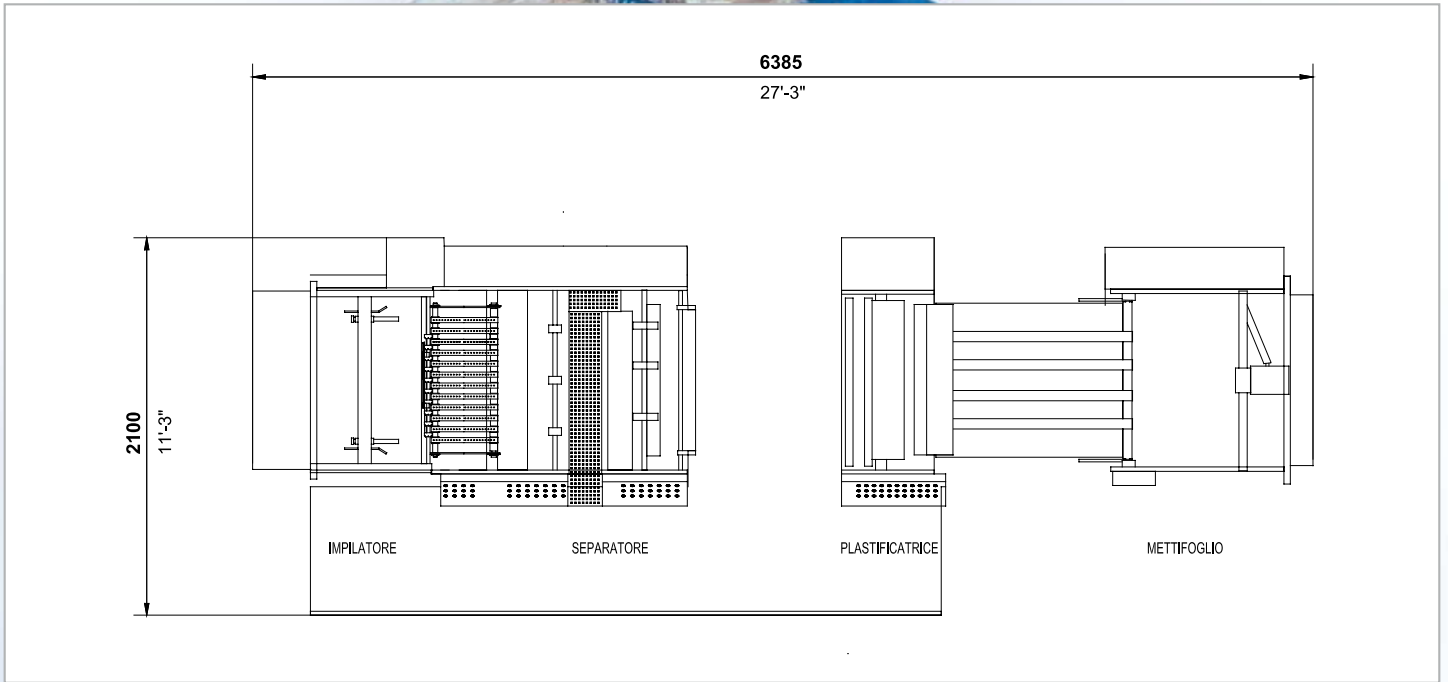 6385
27'-3"
2100
11'-3"
IMPILATORE
SEPARATORE
PLASTIFICATRICE
METTIFOGLIO